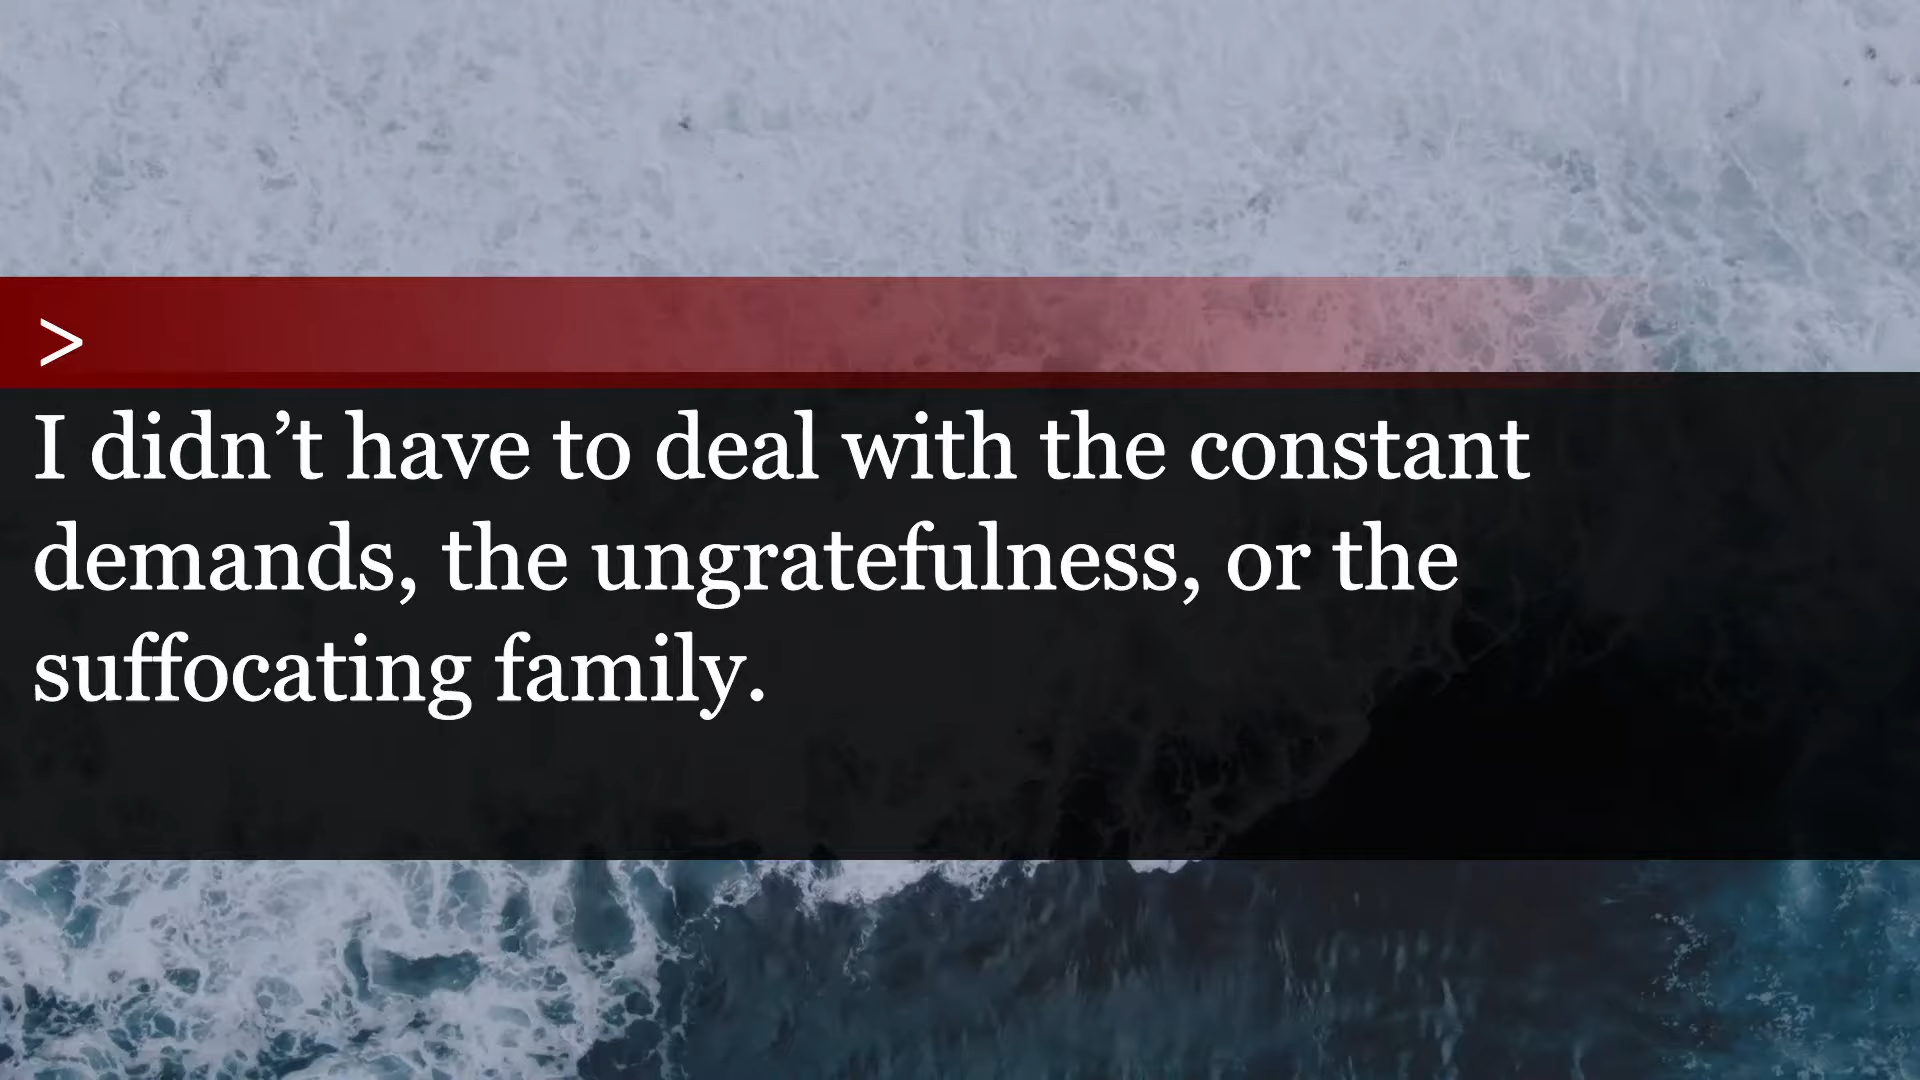 >
I didn’t have to deal with the constant
demands, the ungratefulness, or the
suffocating family.